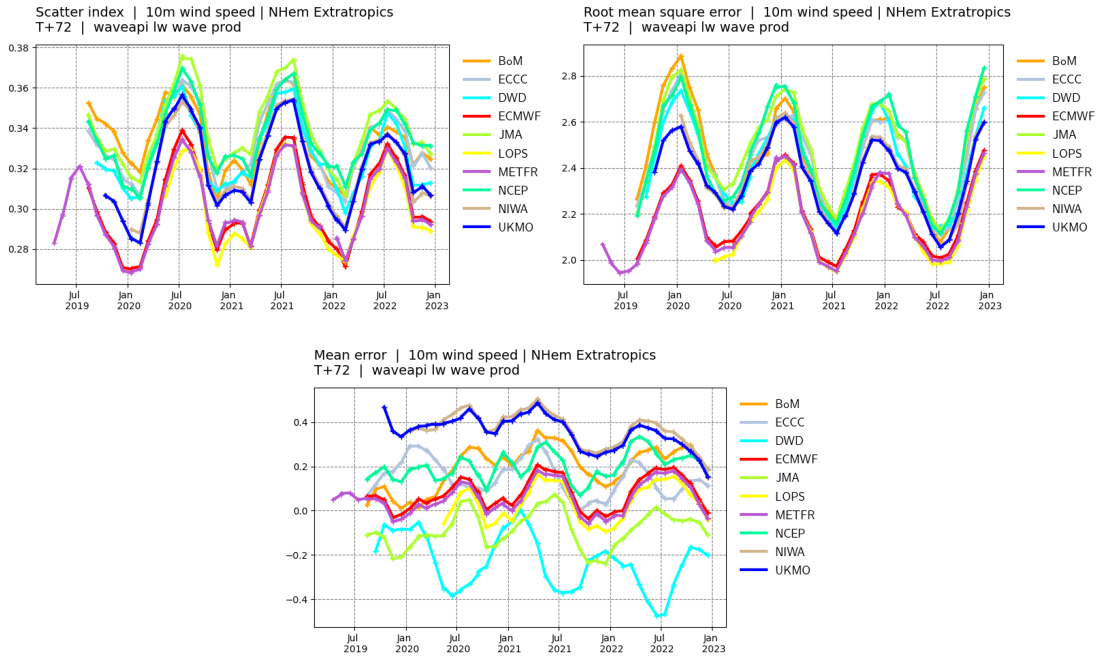 Scatter index | 10m wind speed | NHem Extratropics
T+72 | waveapi lw wave prod
0.38
0.36
0.34
0.32
0.30
0.28
Jul
2019
Jan
2020
Jul
2020
Jan
2021
Jul
2021
Jan
2022
Jul
2022
Jan
2023
BoM
ECCC
DWD
ECMWF
JMA
LOPS
METFR
NCEP
NIWA
UKMO
Root mean square error | 10m wind speed | NHem Extratropics
T+72 | waveapi lw wave prod
2.8
2.6
2.4
2.2
2.0
Jul
2019
Jan
2020
Jul
2020
Jan
2021
Jul
2021
Jan
2022
Jul
2022
Jan
2023
BoM
ECCC
DWD
ECMWF
JMA
LOPS
METFR
NCEP
NIWA
UKMO
Mean error | 10m wind speed | NHem Extratropics
T+72 | waveapi lw wave prod
0.4
0.2
0.0
−0.2
−0.4
Jul
2019
Jan
2020
Jul
2020
Jan
2021
Jul
2021
Jan
2022
Jul
2022
Jan
2023
BoM
ECCC
DWD
ECMWF
JMA
LOPS
METFR
NCEP
NIWA
UKMO